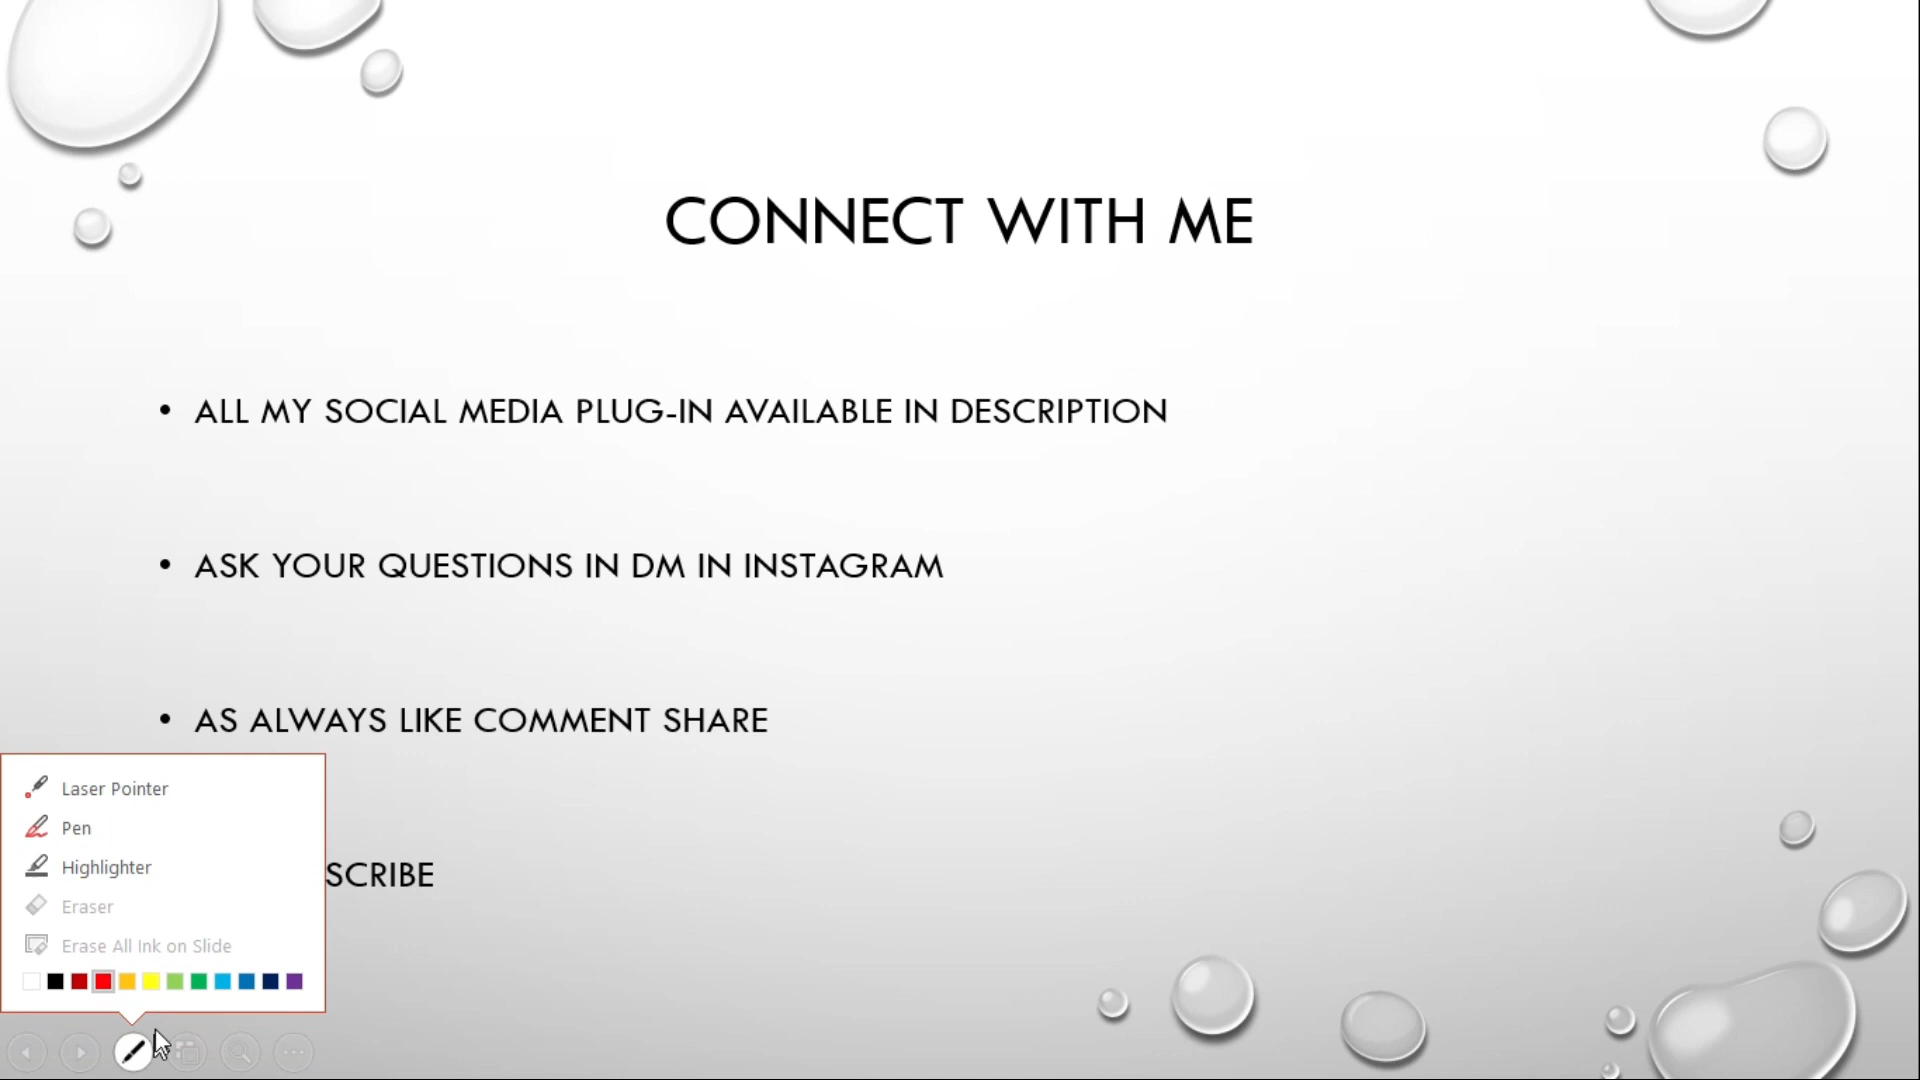 CONNECT WITH ME
• ALL MY SOCIAL MEDIA PLUG-IN AVAILABLE IN DESCRIPTION
• ASK YOUR QUESTIONS IN DM IN INSTAGRAM
• AS ALWAYS LIKE COMMENT SHARE
SCRIBE
Laser Pointer
Pen
Highlighter
Eraser
Erase All Ink on Slide